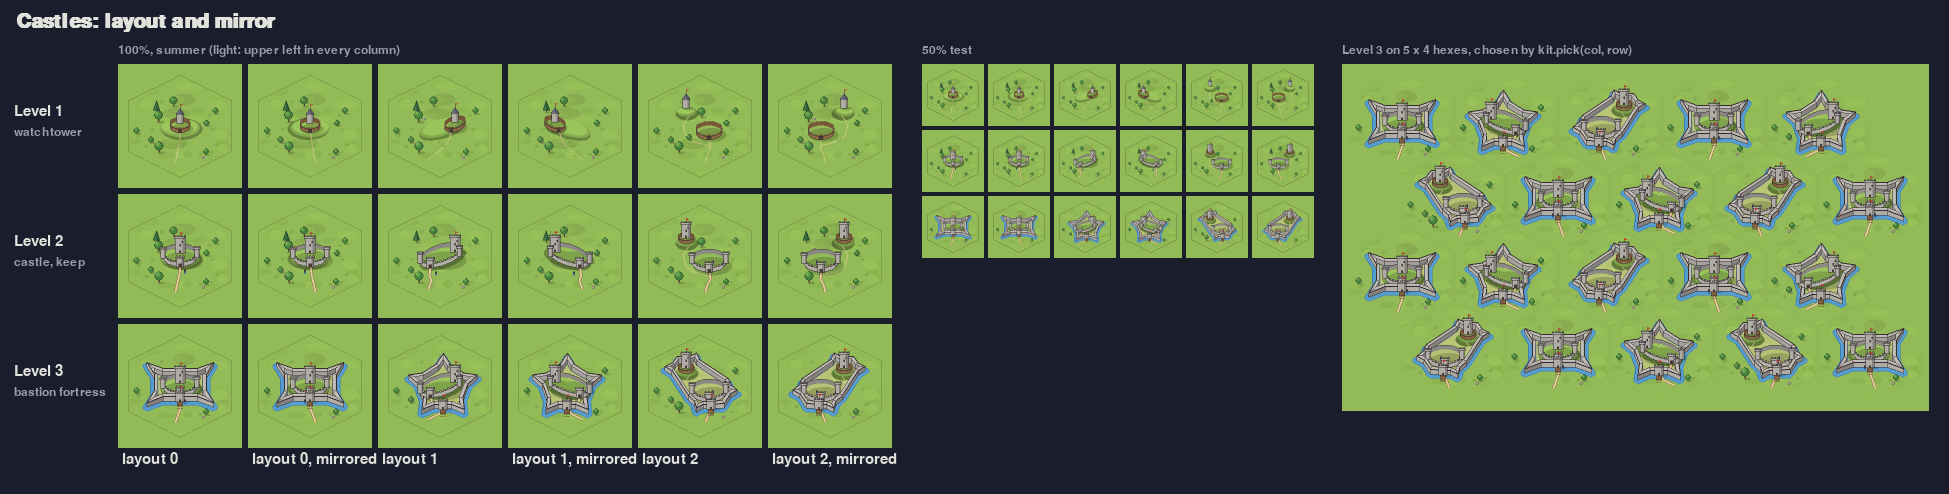 Castles: layout and mirror
100%, summer (light: upper left in every column)
50% test
Level 3 on 5 x 4 hexes, chosen by kit.pick(col, row)
Level 1
watchtower
Level 2
castle, keep
Level 3
bastion fortress
layout 0
layout 0, mirrored
layout 1
layout 1, mirrored
layout 2
layout 2, mirrored